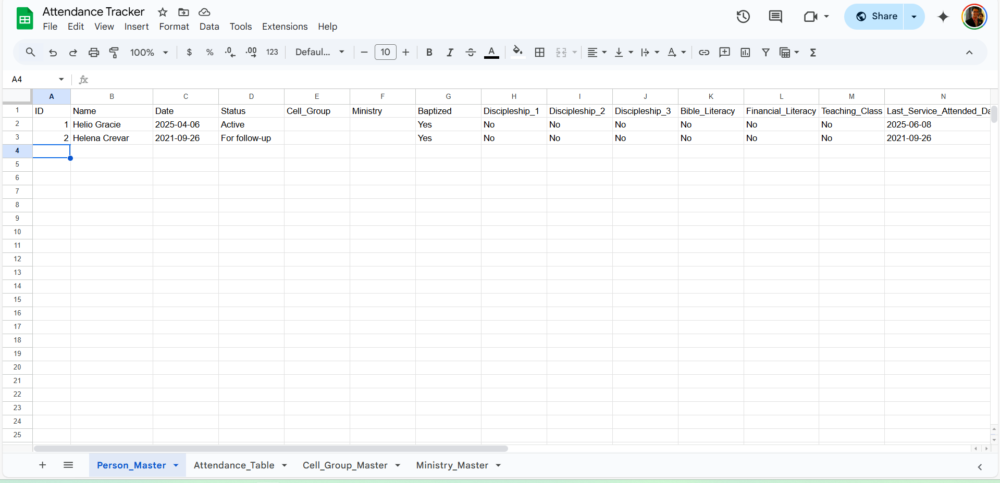 Attendance Tracker
File Edit View Insert Format Data Tools Extensions Help
Share
100% $ % .0 .00 123 Defaul... 10 B I S A A Σ
A4 fx
A B C D E F G H I J K L M N
1 ID Name Date Status Cell_Group Ministry Baptized Discipleship_1 Discipleship_2 Discipleship_3 Bible_Literacy Financial_Literacy Teaching_Class Last_Service_Attended_Da
2 1 Helio Gracie 2025-04-06 Active Yes No No No No No No 2025-06-08
3 2 Helena Crevar 2021-09-26 For follow-up Yes No No No No No No 2021-09-26
4
5
6
7
8
9
10
11
12
13
14
15
16
17
18
19
20
21
22
23
24
25
Person_Master Attendance_Table Cell_Group_Master Ministry_Master